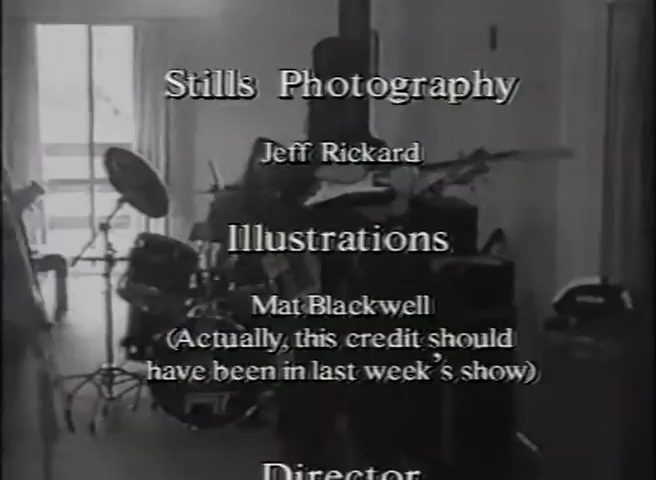 Stills Photography
Jeff Rickard
Illustrations
Mat Blackwell
(Actually, this credit should
have been in last week's show)
Director